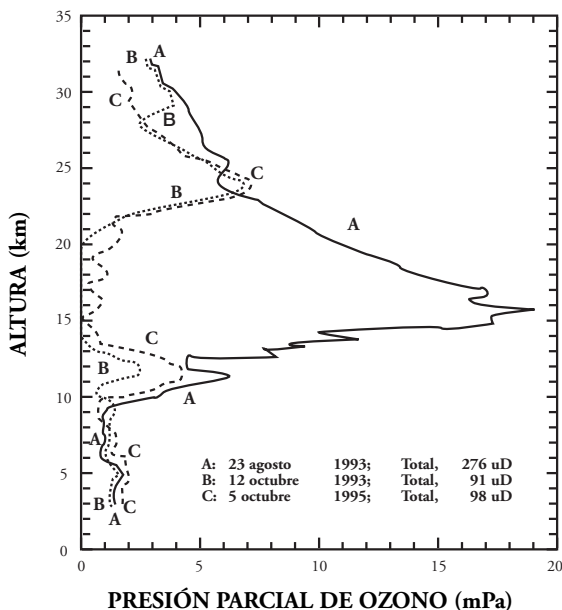 35
30
25
20
15
10
5
0
ALTURA (km)
B A
C
B
C
B
A
C
B
A
A
C
B C
A
A: 23 agosto 1993; Total, 276 uD
B: 12 octubre 1993; Total, 91 uD
C: 5 octubre 1995; Total, 98 uD
0 5 10 15 20
PRESIÓN PARCIAL DE OZONO (mPa)